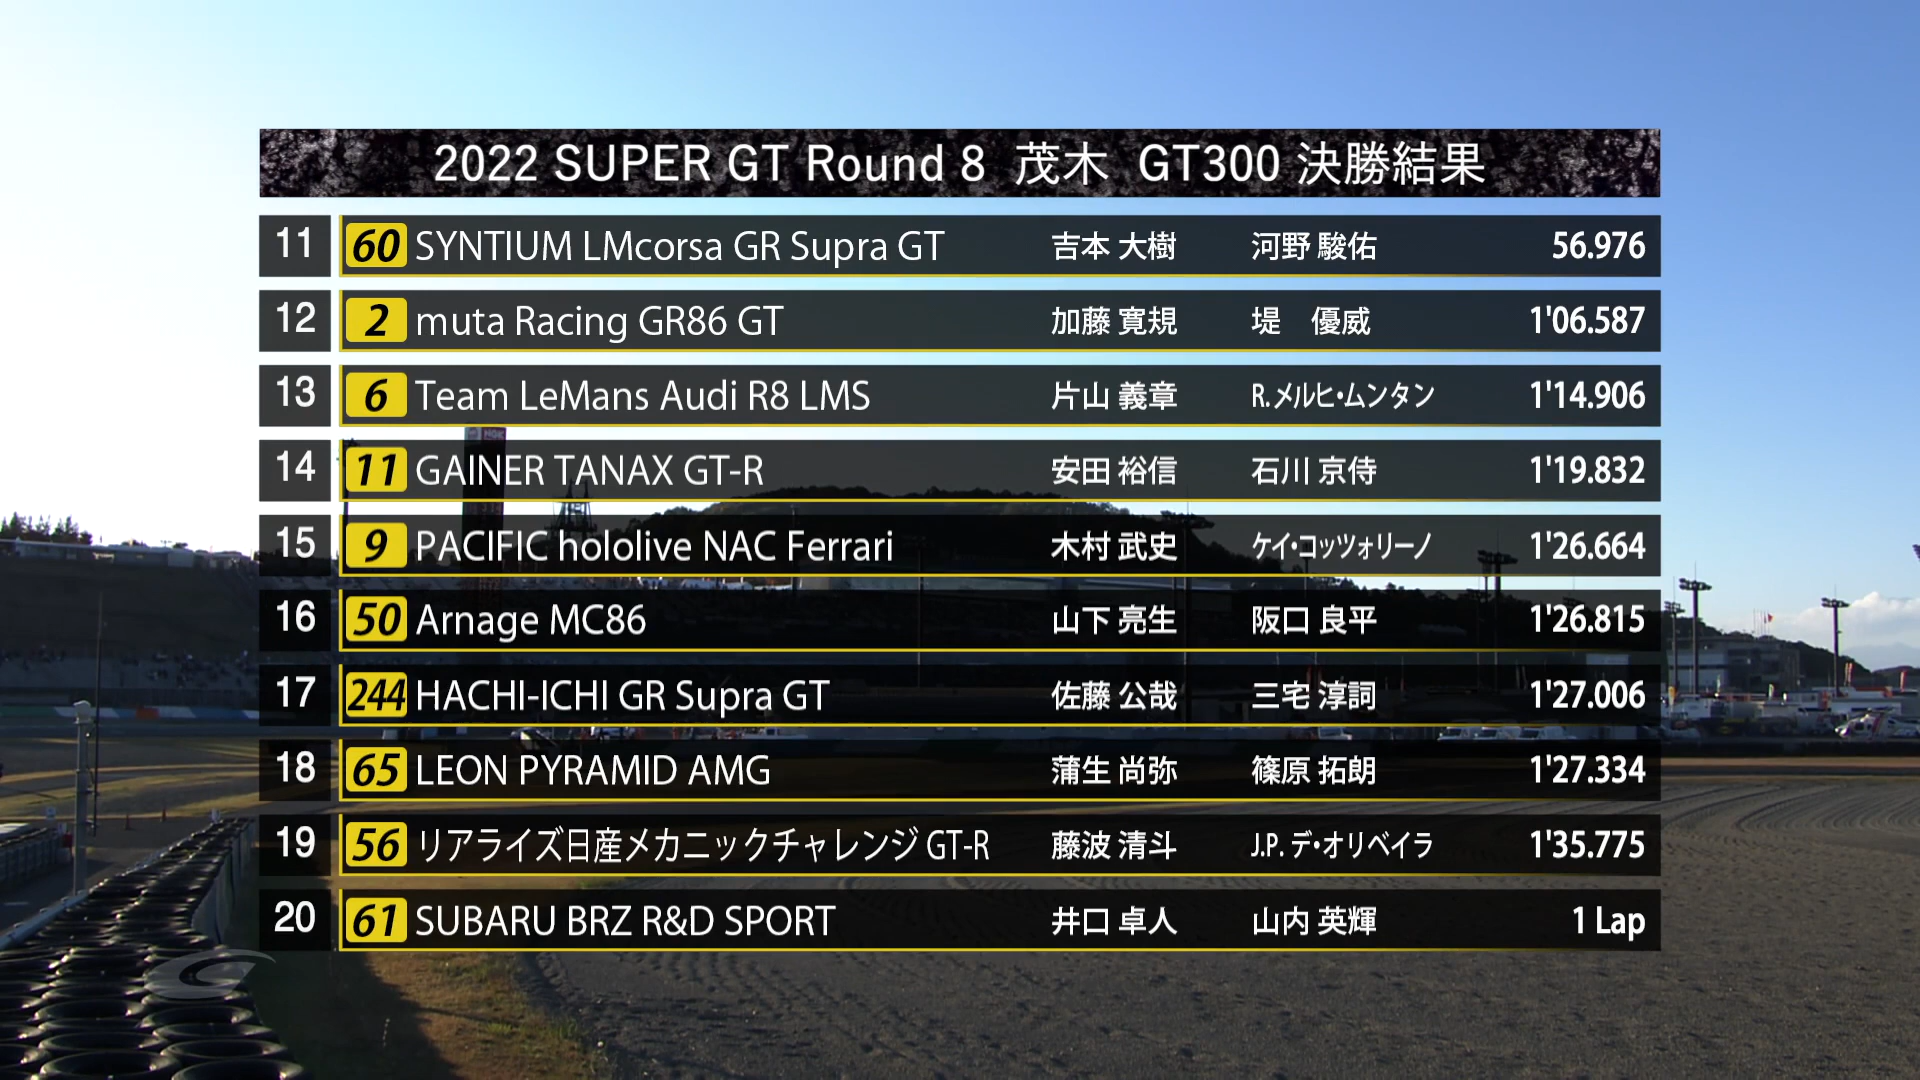 2022 SUPER GT Round 8 茂木 GT300 決勝結果
11 60 SYNTIUM LMcorsa GR Supra GT 吉本 大樹 河野 駿佑 56.976
12 2 muta Racing GR86 GT 加藤 寛規 堤 優威 1'06.587
13 6 Team LeMans Audi R8 LMS 片山 義章 R.メルヒ・ムンタン 1'14.906
14 11 GAINER TANAX GT-R 安田 裕信 石川 京侍 1'19.832
15 9 PACIFIC hololive NAC Ferrari 木村 武史 ケイ・コッツォリーノ 1'26.664
16 50 Arnage MC86 山下 亮生 阪口 良平 1'26.815
17 244 HACHI-ICHI GR Supra GT 佐藤 公哉 三宅 淳詞 1'27.006
18 65 LEON PYRAMID AMG 蒲生 尚弥 篠原 拓朗 1'27.334
19 56 リアライズ日産メカニックチャレンジ GT-R 藤波 清斗 J.P. デ・オリベイラ 1'35.775
20 61 SUBARU BRZ R&D SPORT 井口 卓人 山内 英輝 1 Lap